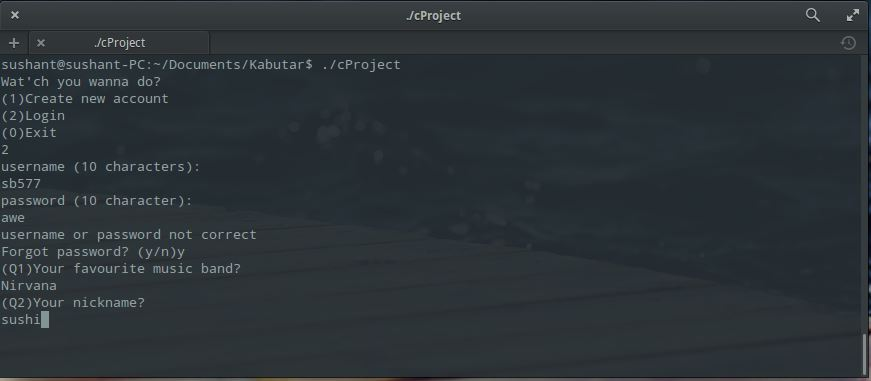 ./cProject
./cProject
sushant@sushant-PC:~/Documents/Kabutar$ ./cProject
Wat'ch you wanna do?
(1)Create new account
(2)Login
(0)Exit
2
username (10 characters):
sb577
password (10 character):
awe
username or password not correct
Forgot password? (y/n)y
(Q1)Your favourite music band?
Nirvana
(Q2)Your nickname?
sushi